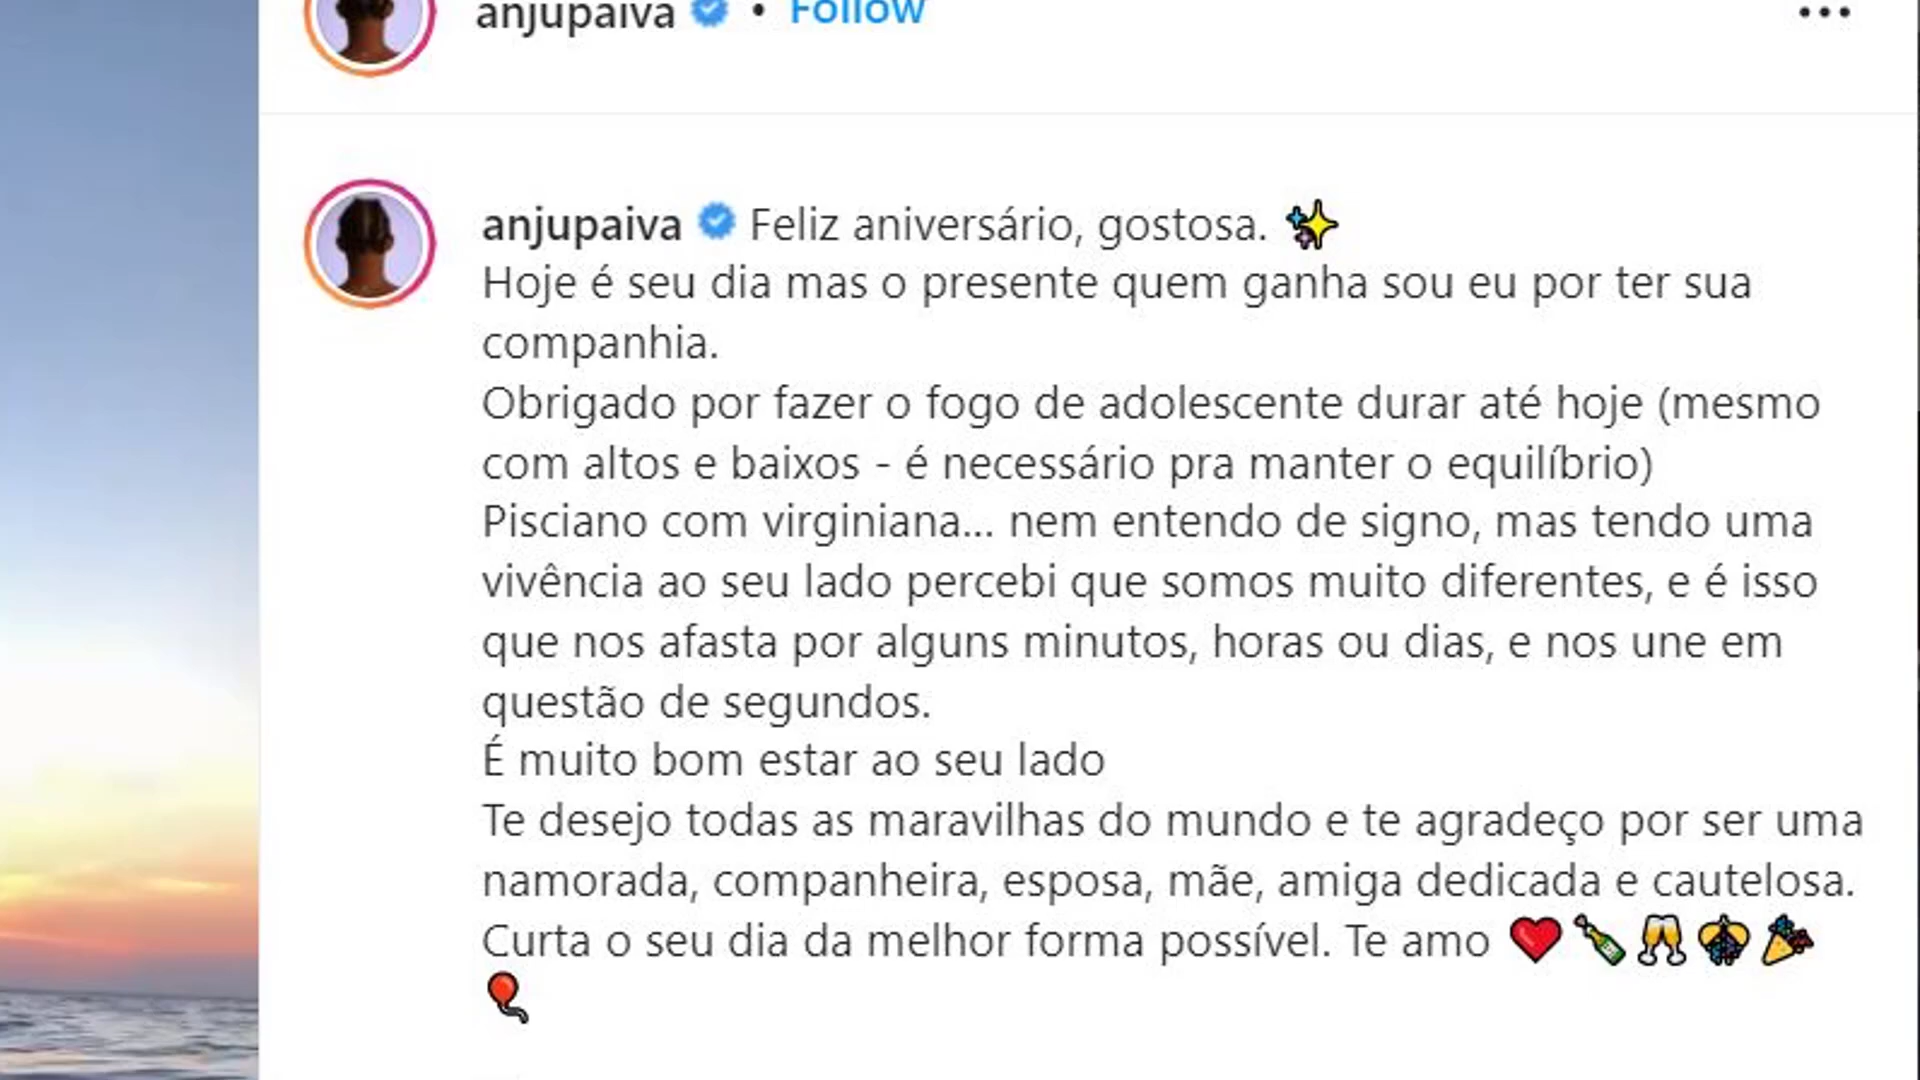 anjupaiva • Follow
anjupaiva Feliz aniversário, gostosa. ✨
Hoje é seu dia mas o presente quem ganha sou eu por ter sua
companhia.
Obrigado por fazer o fogo de adolescente durar até hoje (mesmo
com altos e baixos - é necessário pra manter o equilíbrio)
Pisciano com virginiana... nem entendo de signo, mas tendo uma
vivência ao seu lado percebi que somos muito diferentes, e é isso
que nos afasta por alguns minutos, horas ou dias, e nos une em
questão de segundos.
É muito bom estar ao seu lado
Te desejo todas as maravilhas do mundo e te agradeço por ser uma
namorada, companheira, esposa, mãe, amiga dedicada e cautelosa.
Curta o seu dia da melhor forma possível. Te amo ❤️🍾🥂🎊🎉
🎈